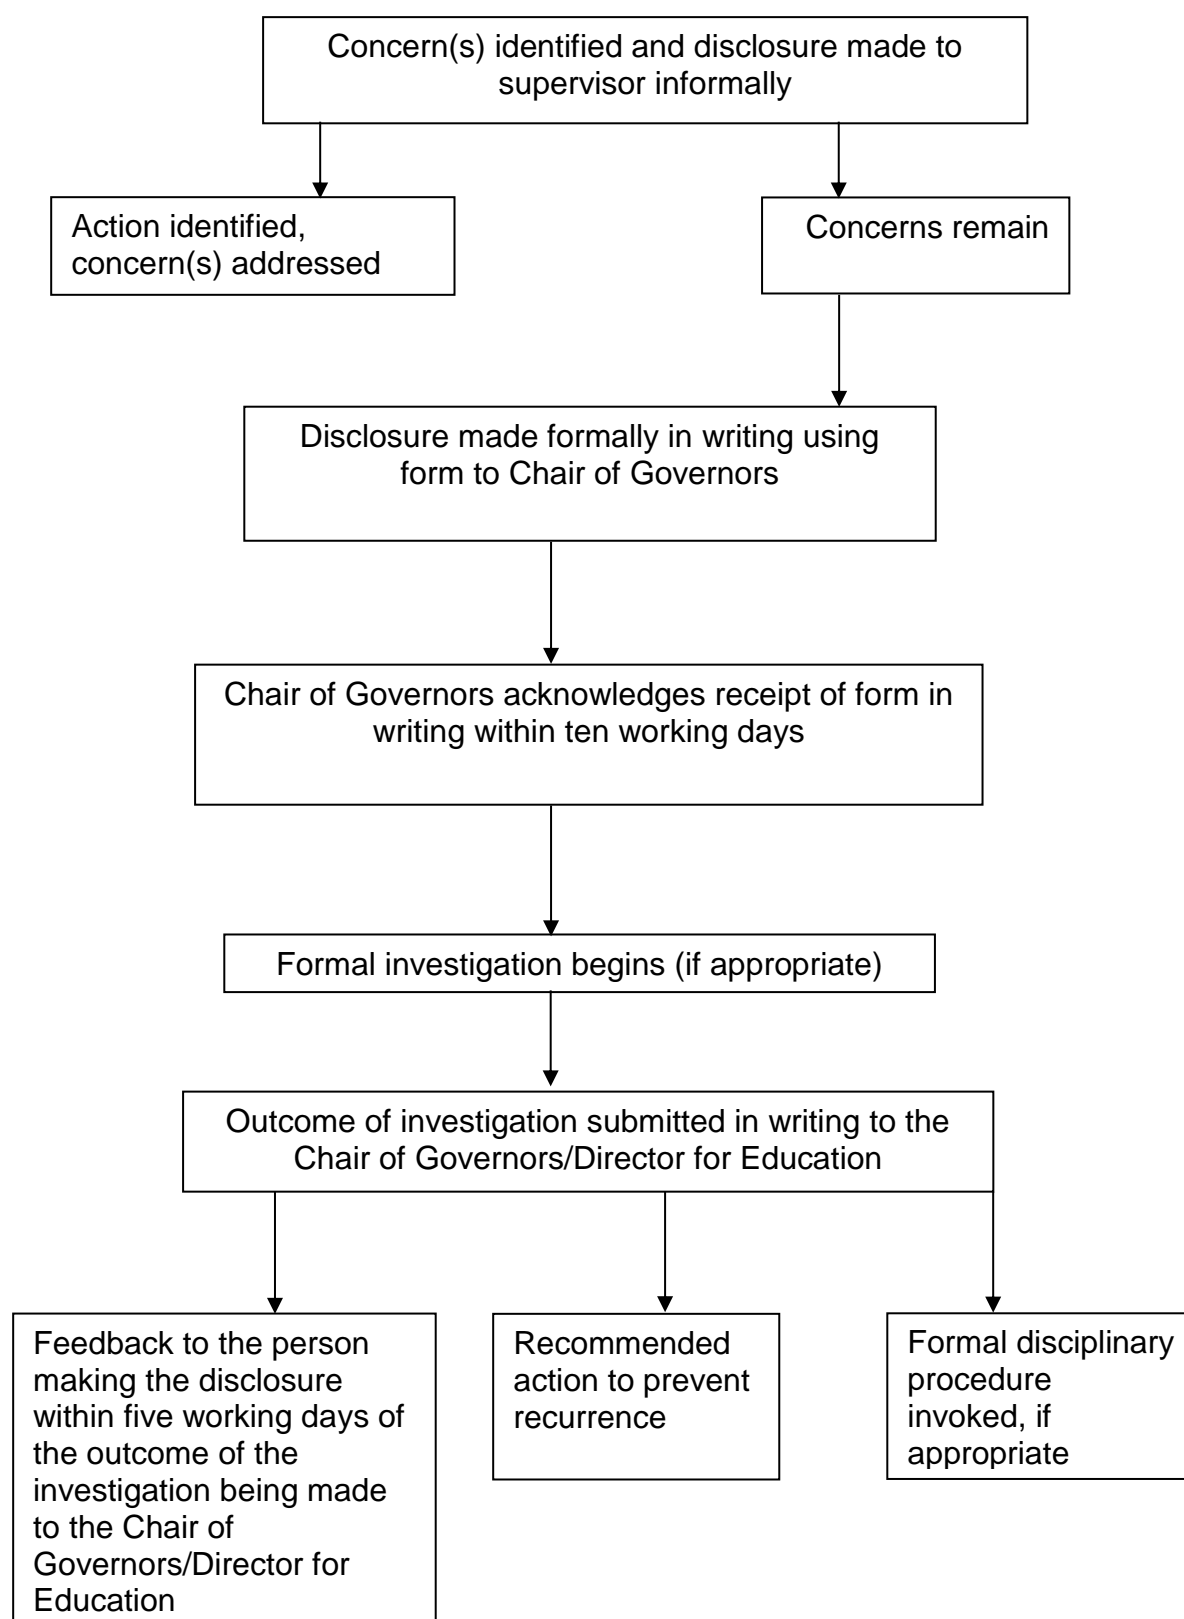 Concern(s) identified and disclosure made to
supervisor informally
Action identified,
concern(s) addressed
Concerns remain
Disclosure made formally in writing using
form to Chair of Governors
Chair of Governors acknowledges receipt of form in
writing within ten working days
Formal investigation begins (if appropriate)
Outcome of investigation submitted in writing to the
Chair of Governors/Director for Education
Feedback to the person
making the disclosure
within five working days of
the outcome of the
investigation being made
to the Chair of
Governors/Director for
Education
Recommended
action to prevent
recurrence
Formal disciplinary
procedure
invoked, if
appropriate